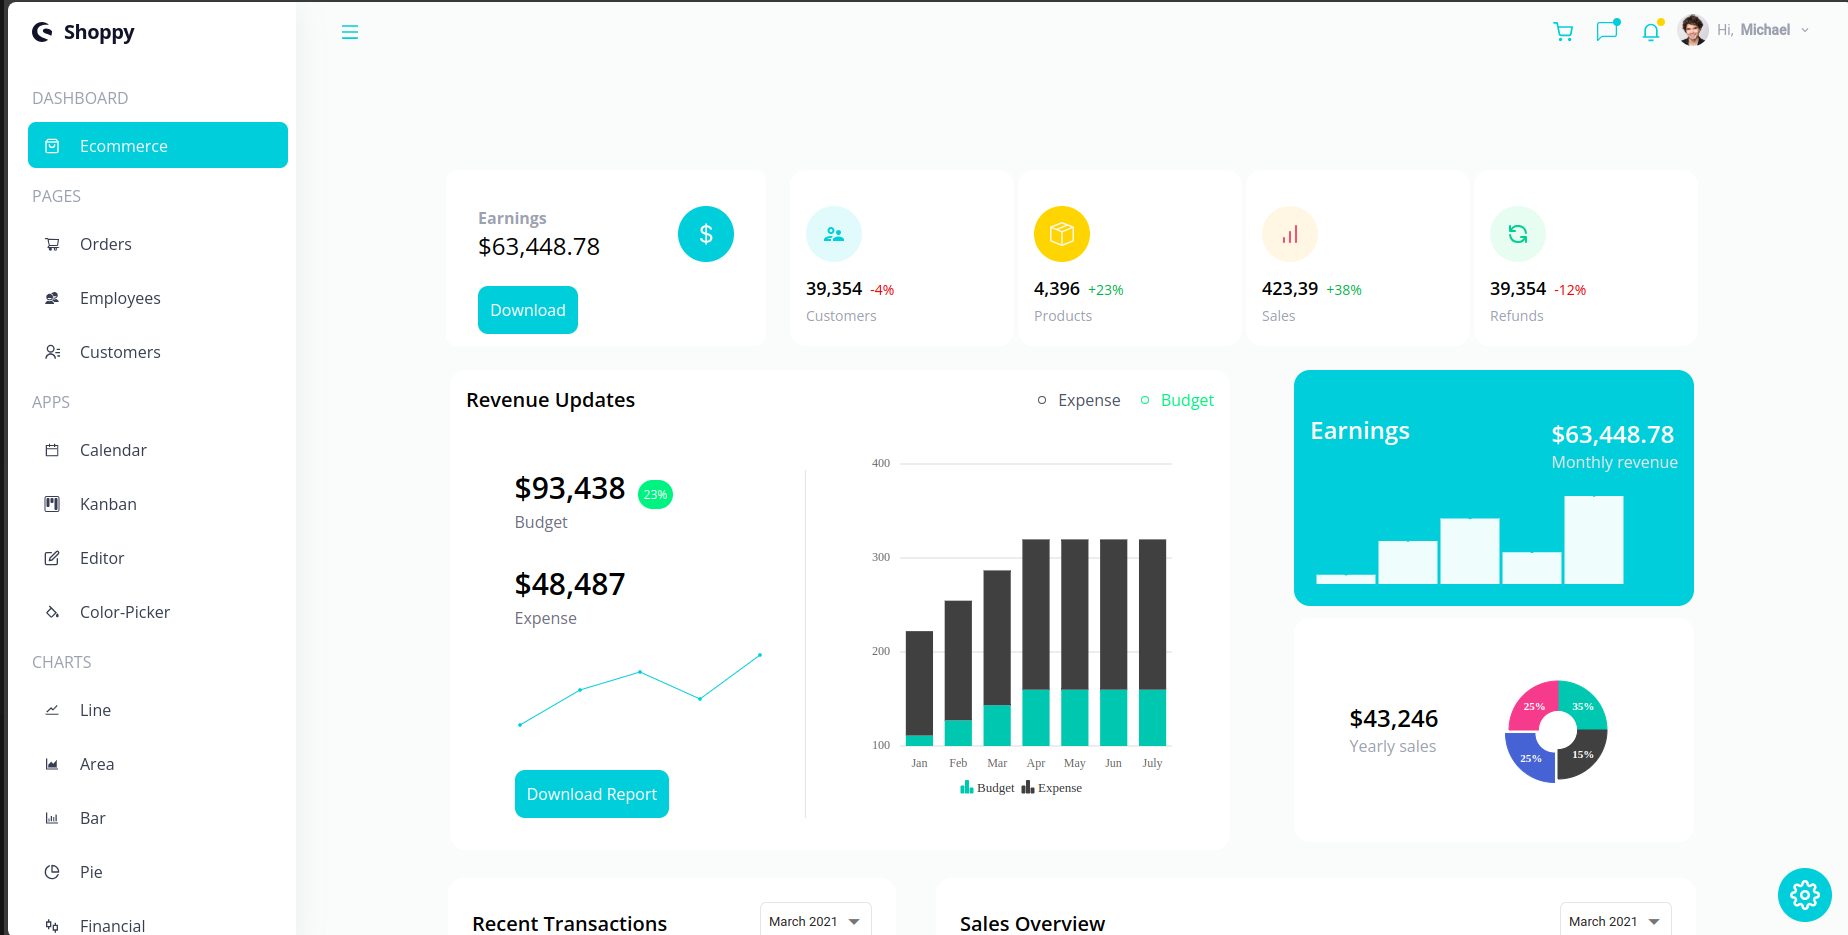 Shoppy
Hi, Michael
DASHBOARD
Ecommerce
PAGES
Orders
Employees
Customers
APPS
Calendar
Kanban
Editor
Color-Picker
CHARTS
Line
Area
Bar
Pie
Financial
Earnings
$63,448.78
Download
39,354 -4%
Customers
4,396 +23%
Products
423,39 +38%
Sales
39,354 -12%
Refunds
Revenue Updates
Expense Budget
$93,438 23%
Budget
$48,487
Expense
Download Report
400
300
200
100
Jan Feb Mar Apr May Jun July
Budget Expense
Earnings
$63,448.78
Monthly revenue
$43,246
Yearly sales
25% 35%
25% 15%
Recent Transactions
March 2021
Sales Overview
March 2021